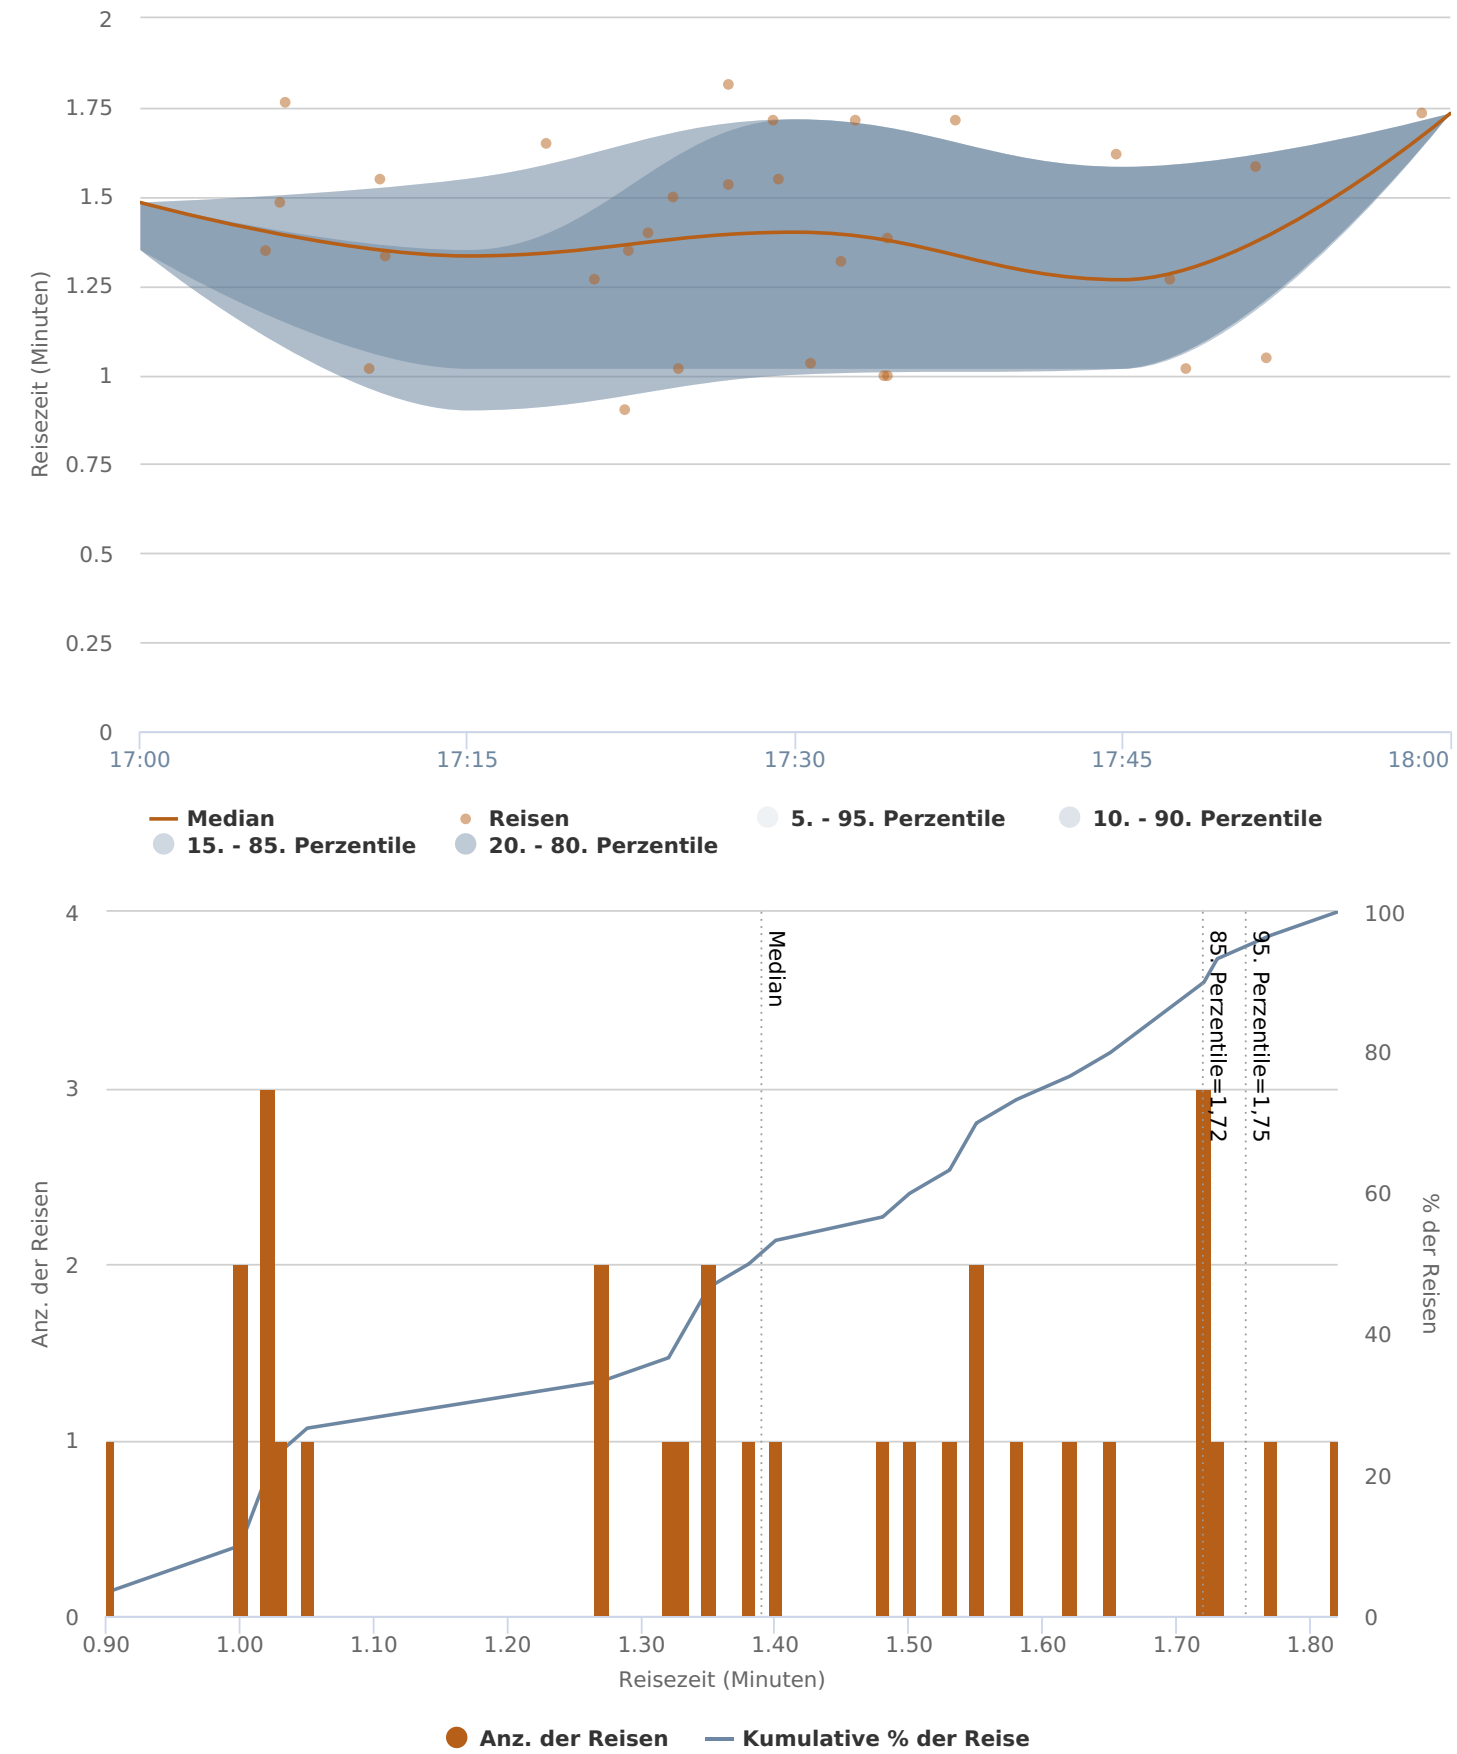 2
1.75
1.5
1.25
1
0.75
0.5
0.25
0
Reisezeit (Minuten)
17:00 17:15 17:30 17:45 18:00
Median Reisen 5. - 95. Perzentile 10. - 90. Perzentile
15. - 85. Perzentile 20. - 80. Perzentile
4
3
2
1
0
Anz. der Reisen
Median
85. Perzentile=1,72
95. Perzentile=1,75
100
80
60
40
20
0
% der Reisen
0.90 1.00 1.10 1.20 1.30 1.40 1.50 1.60 1.70 1.80
Reisezeit (Minuten)
Anz. der Reisen Kumulative % der Reise